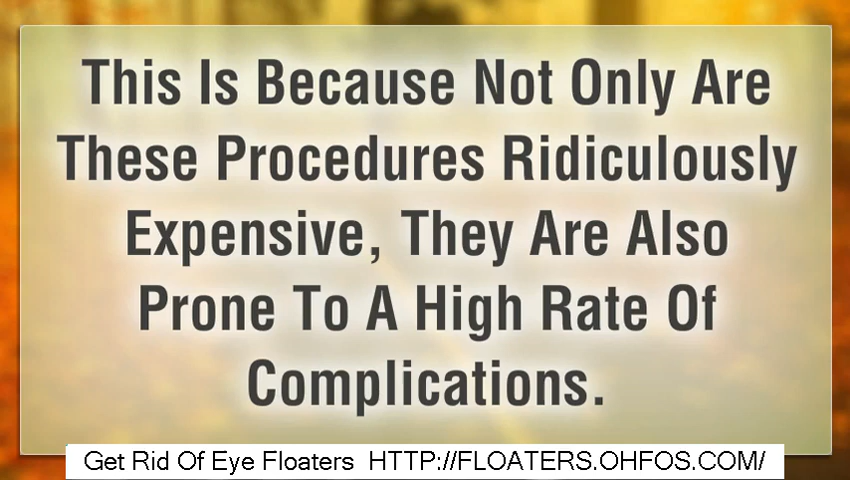 This Is Because Not Only Are
These Procedures Ridiculously
Expensive, They Are Also
Prone To A High Rate Of
Complications.
Get Rid Of Eye Floaters  HTTP://FLOATERS.OHFOS.COM/